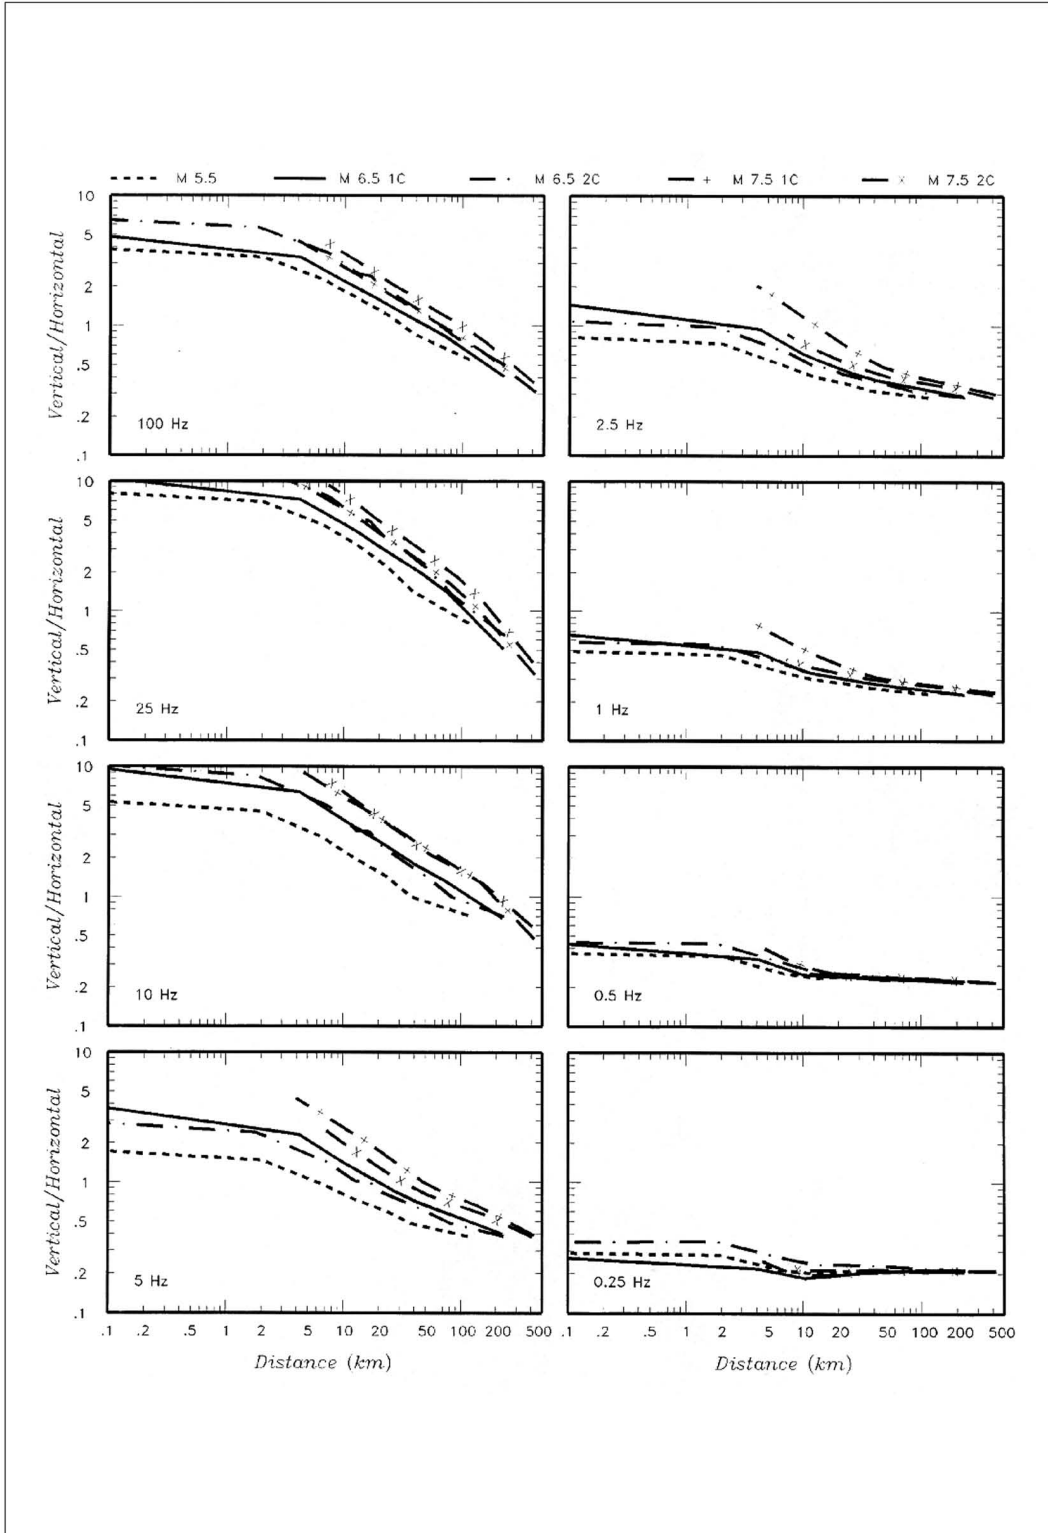 M 5.5 M 6.5 1C M 6.5 2C M 7.5 1C M 7.5 2C
Vertical/Horizontal
10
5
2
1
.5
.2
.1
100 Hz
2.5 Hz
Vertical/Horizontal
10
5
2
1
.5
.2
.1
25 Hz
1 Hz
Vertical/Horizontal
10
5
2
1
.5
.2
.1
10 Hz
0.5 Hz
Vertical/Horizontal
10
5
2
1
.5
.2
.1
5 Hz
0.25 Hz
.1 .2 .5 1 2 5 10 20 50 100 200 500
.1 .2 .5 1 2 5 10 20 50 100 200 500
Distance (km)
Distance (km)